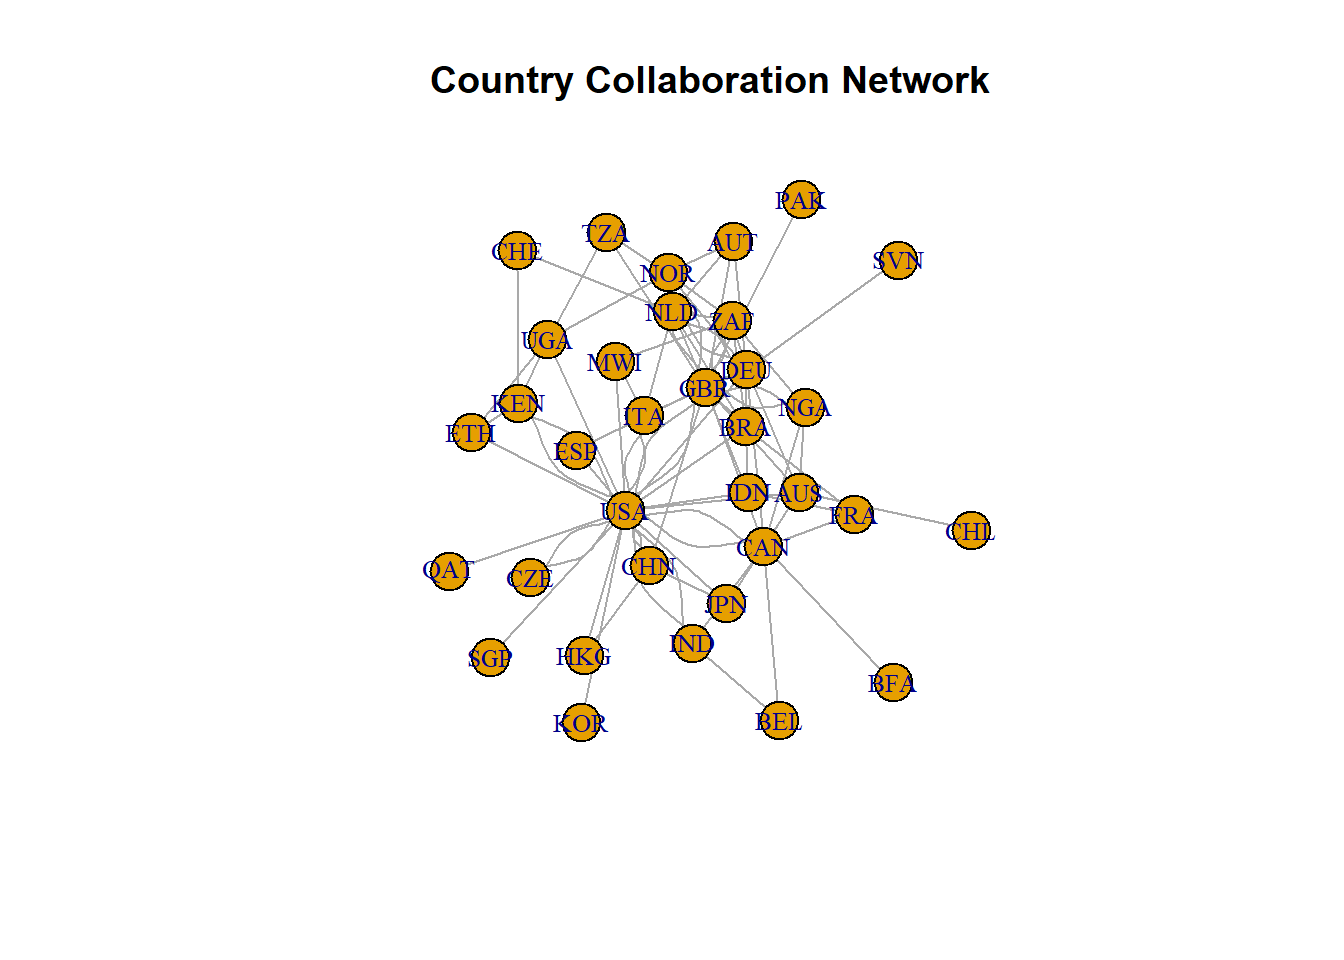 Country Collaboration Network
PAK
TZA
AUT
CHE
SVN
NOR
NLD
ZAF
UGA
MWI
DEU
GBR
KEN
NGA
ITA
BRA
ETH
ESP
IDN
AUS
USA
FRA
CHL
CAN
QAT
CZE
CHN
JPN
IND
SGP
HKG
BFA
KOR
BEL